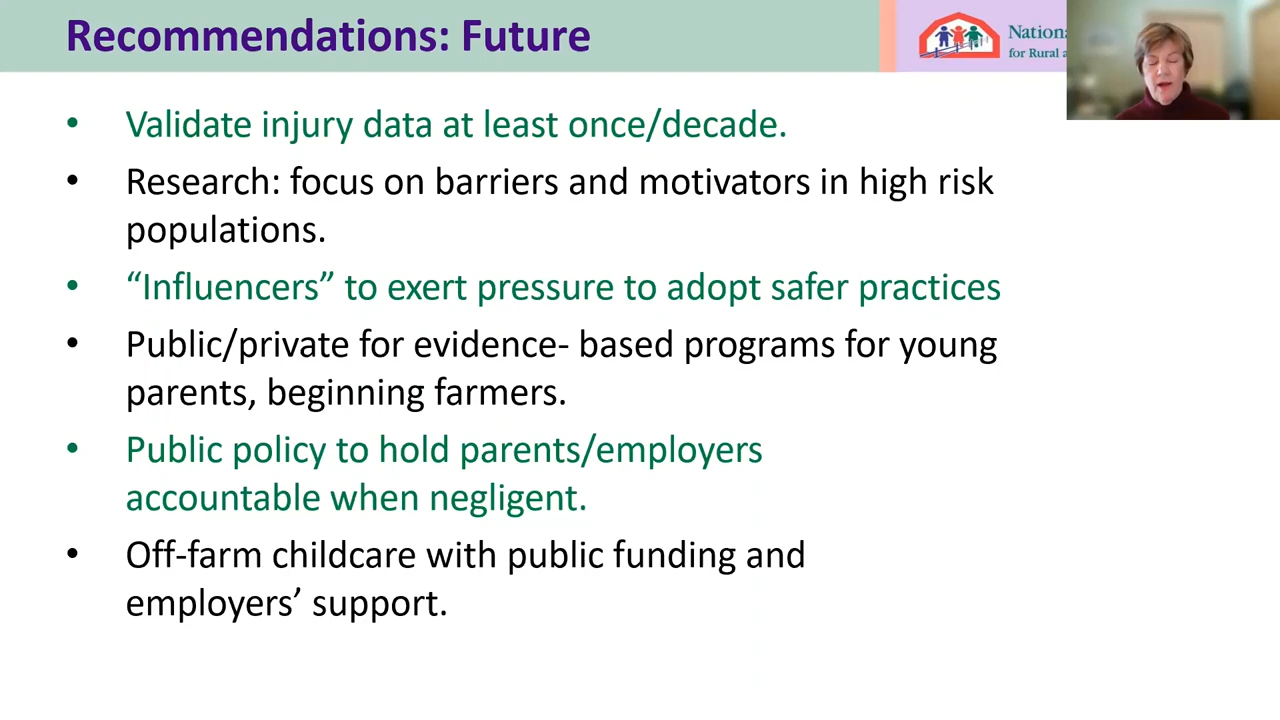 Recommendations: Future
Nationa
for Rural a
• Validate injury data at least once/decade.
• Research: focus on barriers and motivators in high risk
populations.
• “Influencers” to exert pressure to adopt safer practices
• Public/private for evidence- based programs for young
parents, beginning farmers.
• Public policy to hold parents/employers
accountable when negligent.
• Off-farm childcare with public funding and
employers’ support.